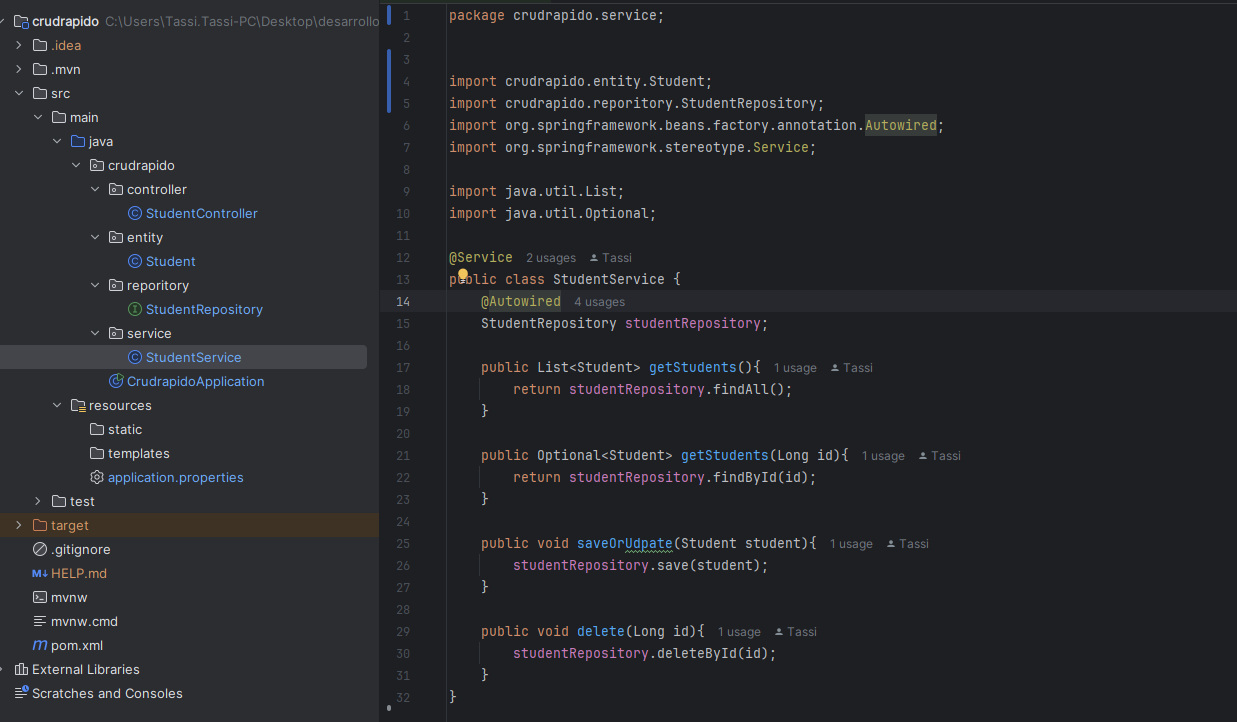 crudrapido C:\Users\Tassi.Tassi-PC\Desktop\desarrollo
.idea
.mvn
src
main
java
crudrapido
controller
StudentController
entity
Student
reporitory
StudentRepository
service
StudentService
CrudrapidoApplication
resources
static
templates
application.properties
test
target
.gitignore
HELP.md
mvnw
mvnw.cmd
pom.xml
External Libraries
Scratches and Consoles
1 package crudrapido.service;
2
3
4 import crudrapido.entity.Student;
5 import crudrapido.reporitory.StudentRepository;
6 import org.springframework.beans.factory.annotation.Autowired;
7 import org.springframework.stereotype.Service;
8
9 import java.util.List;
10 import java.util.Optional;
11
12 @Service 2 usages Tassi
13 public class StudentService {
14 @Autowired 4 usages
15 StudentRepository studentRepository;
16
17 public List<Student> getStudents(){ 1 usage Tassi
18 return studentRepository.findAll();
19 }
20
21 public Optional<Student> getStudents(Long id){ 1 usage Tassi
22 return studentRepository.findById(id);
23 }
24
25 public void saveOrUdpate(Student student){ 1 usage Tassi
26 studentRepository.save(student);
27 }
28
29 public void delete(Long id){ 1 usage Tassi
30 studentRepository.deleteById(id);
31 }
32 }